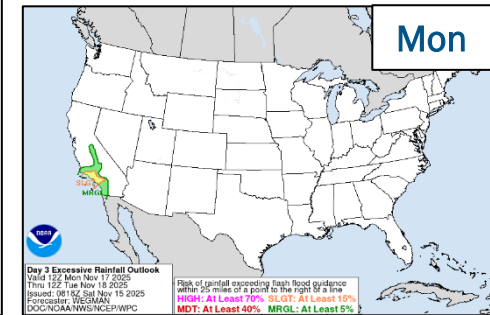 Mon
SLGT
MRGL
NOAA
Day 3 Excessive Rainfall Outlook
Valid 12Z Mon Nov 17 2025
Thru 12Z Tue Nov 18 2025
Issued: 0818Z Sat Nov 15 2025
Forecaster: WEGMAN
DOC/NOAA/NWS/NCEP/WPC
Risk of rainfall exceeding flash flood guidance
within 25 miles of a point to the right of a line
HIGH: At Least 70% SLGT: At Least 15%
MDT: At Least 40% MRGL: At Least 5%